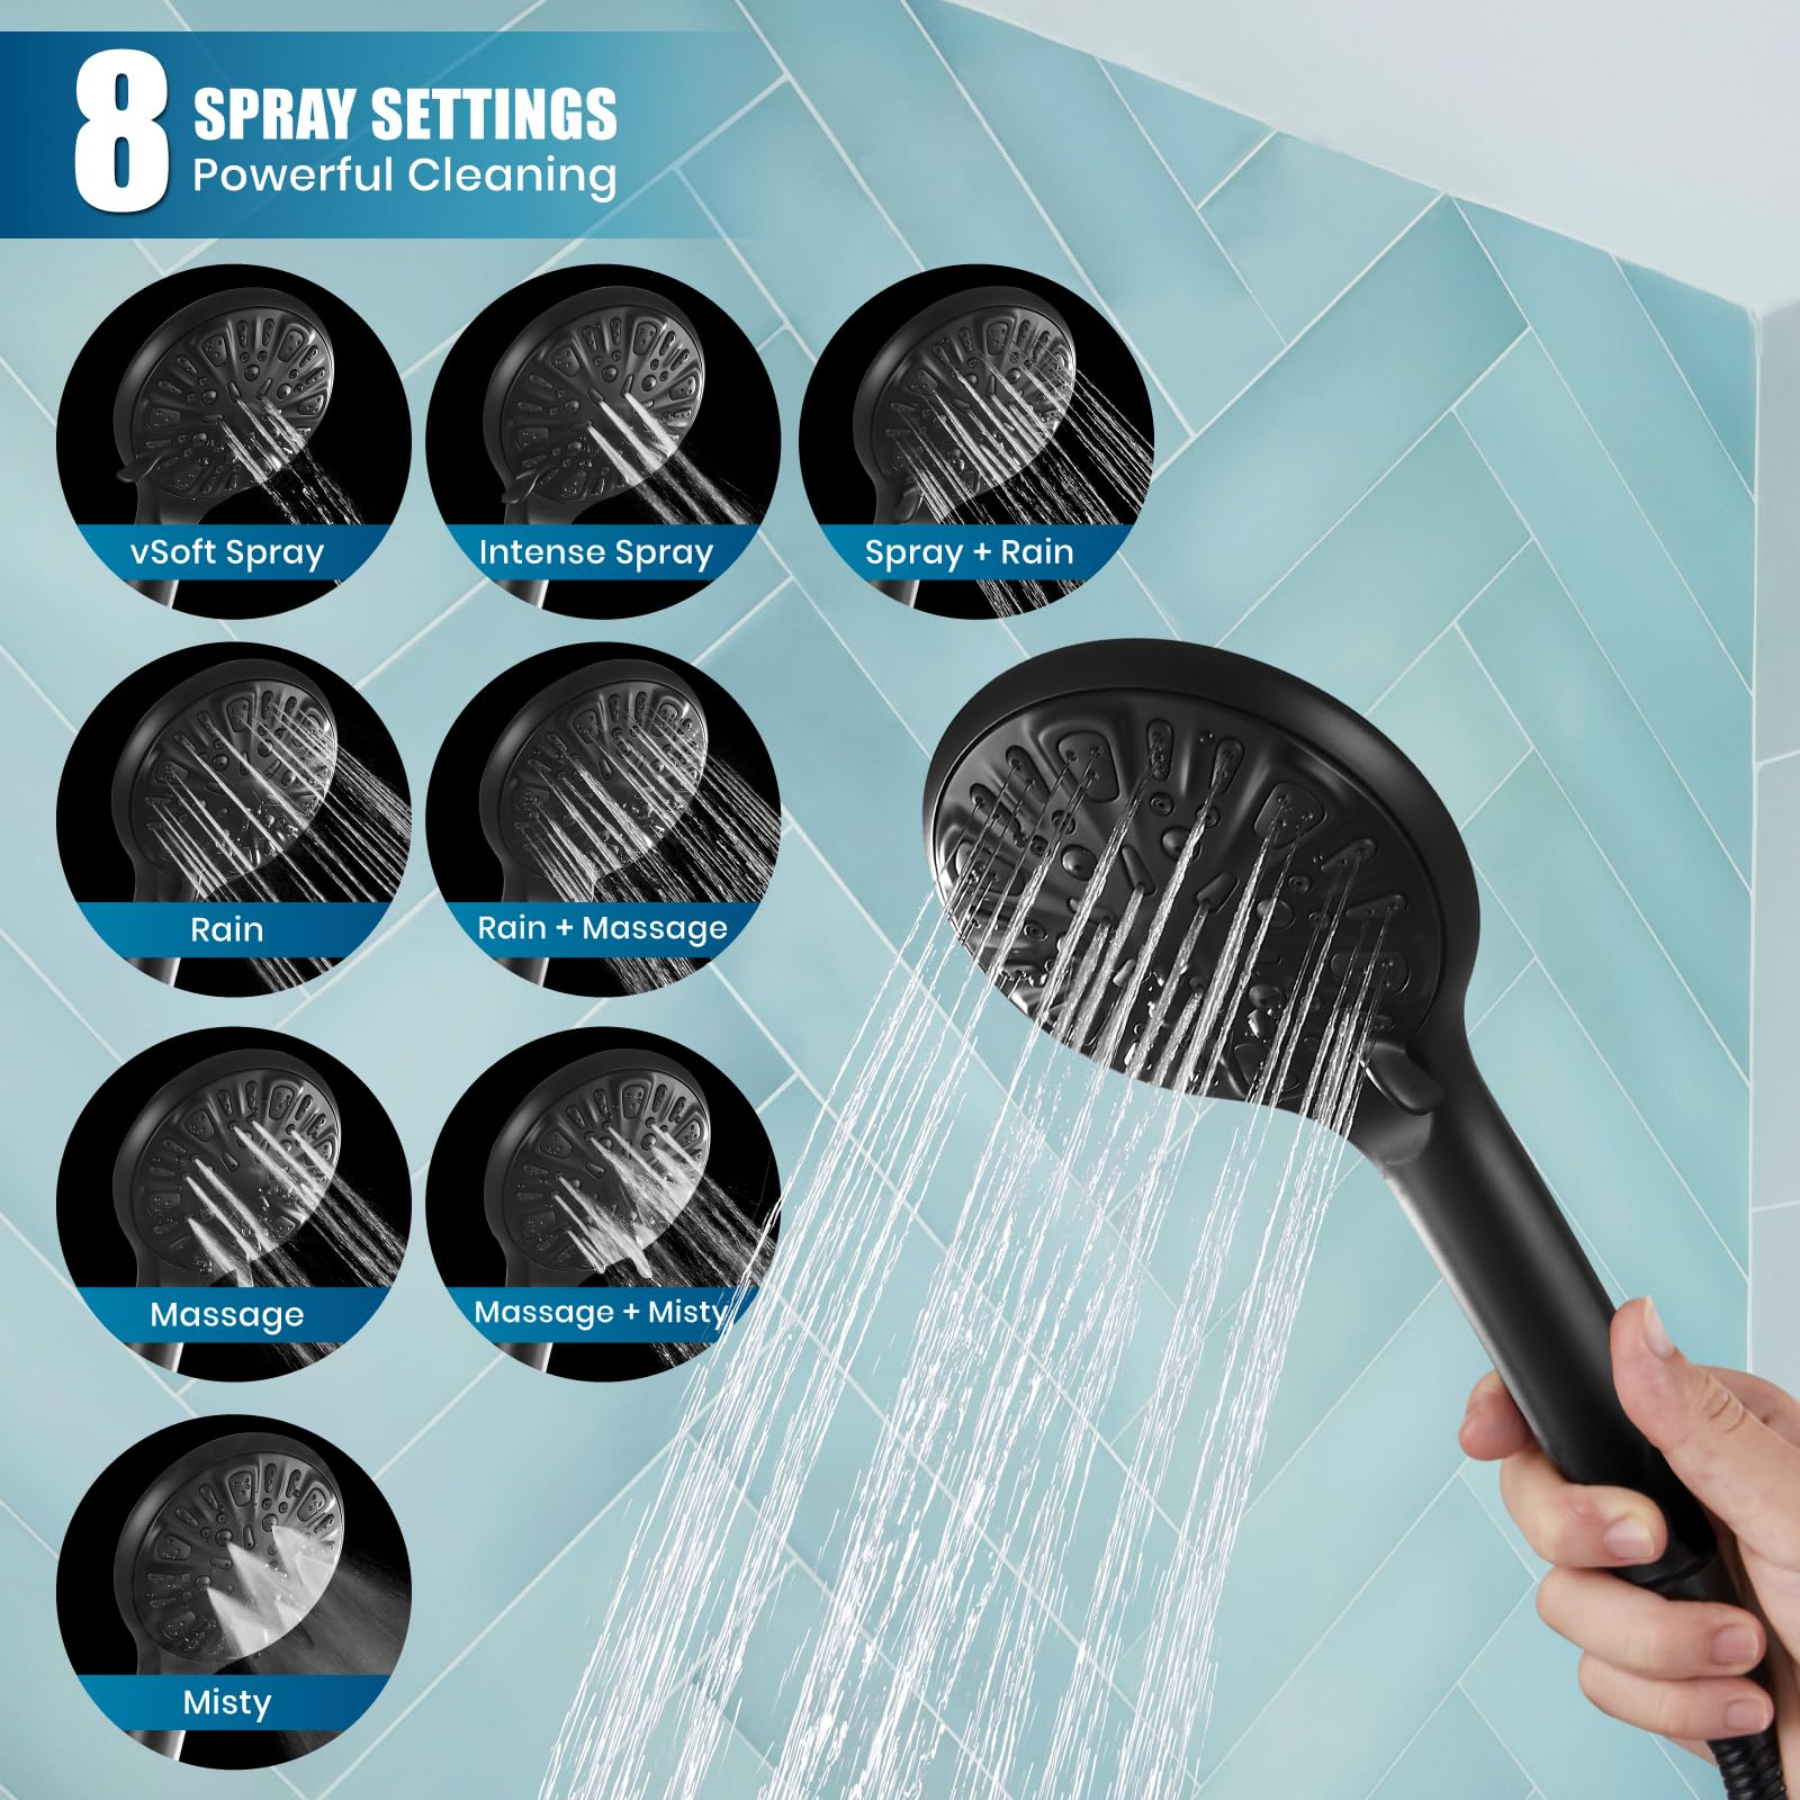 8 SPRAY SETTINGS
Powerful Cleaning
vSoft Spray
Intense Spray
Spray + Rain
Rain
Rain + Massage
Massage
Massage + Misty
Misty